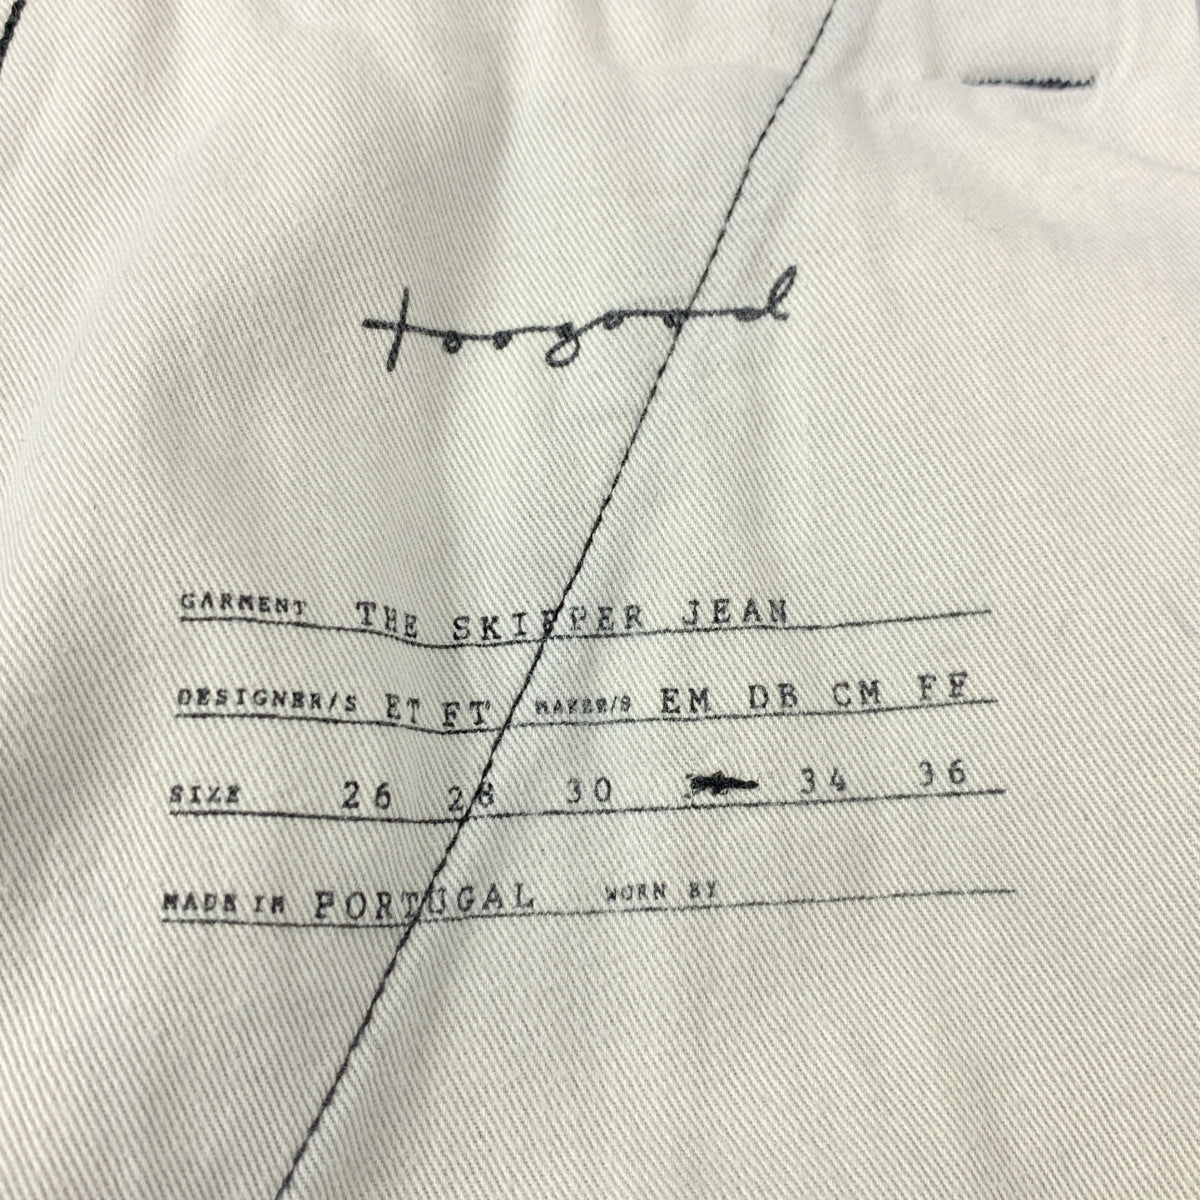 toogood
GARMENT THE SKIPPER JEAN
DESIGNER/S ET FT MAKER/S EM DB CM FF
SIZE 26 28 30 34 36
MADE IN PORTUGAL WORN BY